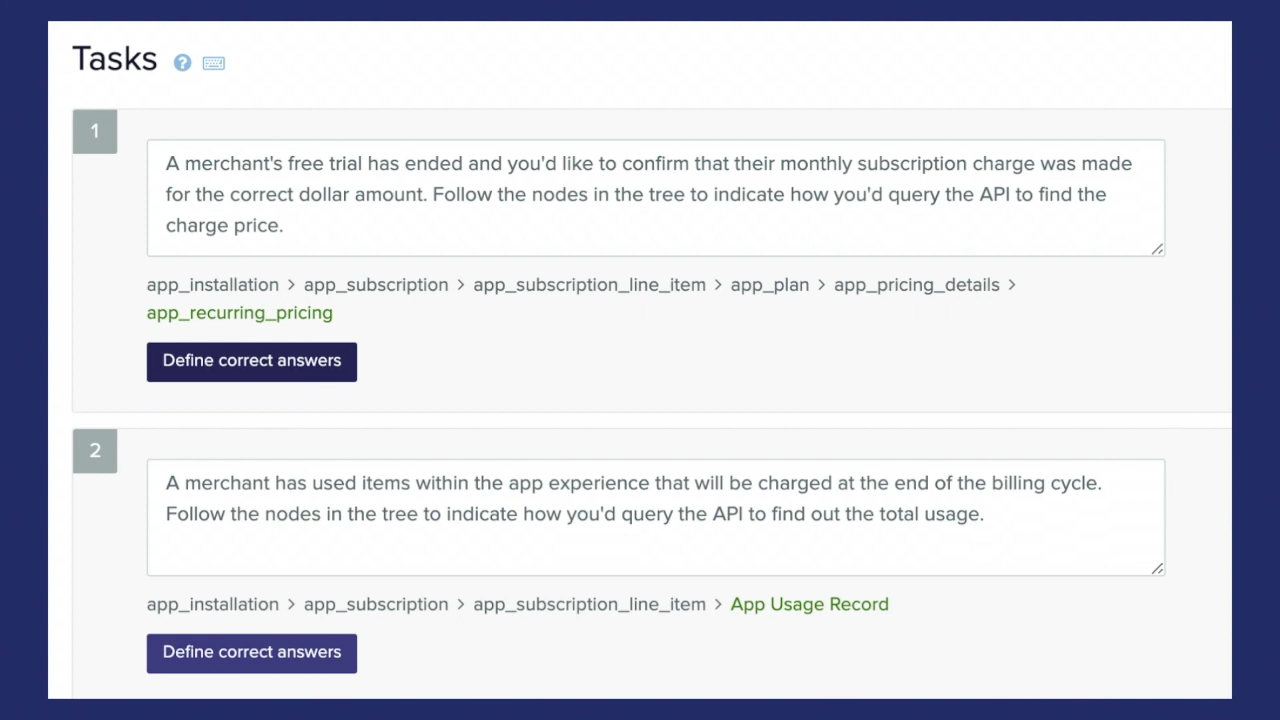 Tasks
1
A merchant's free trial has ended and you'd like to confirm that their monthly subscription charge was made
for the correct dollar amount. Follow the nodes in the tree to indicate how you'd query the API to find the
charge price.
app_installation > app_subscription > app_subscription_line_item > app_plan > app_pricing_details >
app_recurring_pricing
Define correct answers
2
A merchant has used items within the app experience that will be charged at the end of the billing cycle.
Follow the nodes in the tree to indicate how you'd query the API to find out the total usage.
app_installation > app_subscription > app_subscription_line_item > App Usage Record
Define correct answers